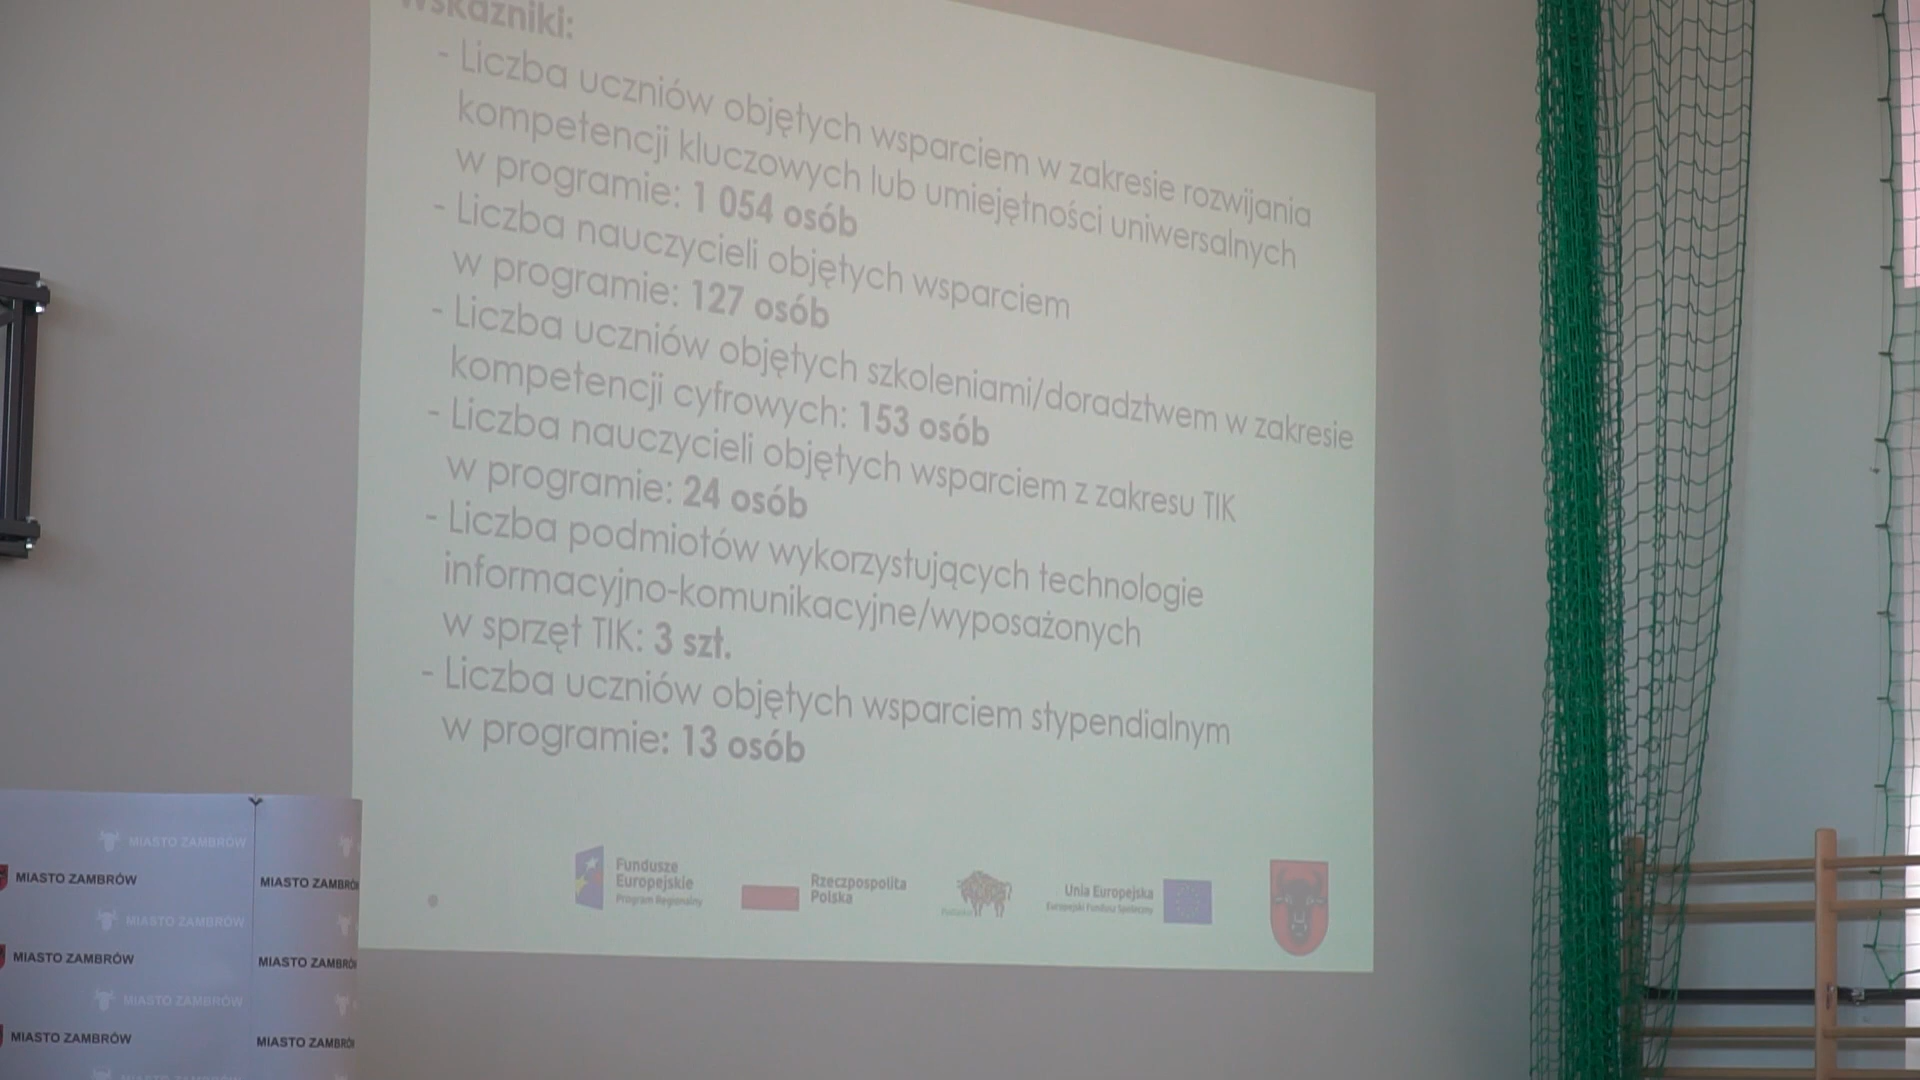 Wskaźniki:
- Liczba uczniów objętych wsparciem w zakresie rozwijania
kompetencji kluczowych lub umiejętności uniwersalnych
w programie: 1 054 osób
- Liczba nauczycieli objętych wsparciem
w programie: 127 osób
- Liczba uczniów objętych szkoleniami/doradztwem w zakresie
kompetencji cyfrowych: 153 osób
- Liczba nauczycieli objętych wsparciem z zakresu TIK
w programie: 24 osób
- Liczba podmiotów wykorzystujących technologie
informacyjno-komunikacyjne/wyposażonych
w sprzęt TIK: 3 szt.
- Liczba uczniów objętych wsparciem stypendialnym
w programie: 13 osób
Fundusze
Europejskie
Program Regionalny
Rzeczpospolita
Polska
Unia Europejska
Europejski Fundusz Społeczny
MIASTO ZAMBRÓW
MIASTO ZAMBRÓW
MIASTO ZAMBRÓ
MIASTO ZAMBRÓW
MIASTO ZAMBRÓW
MIASTO ZAMBRÓ
MIASTO ZAMBRÓW
MIASTO ZAMBRÓW
MIASTO ZAMBRÓ